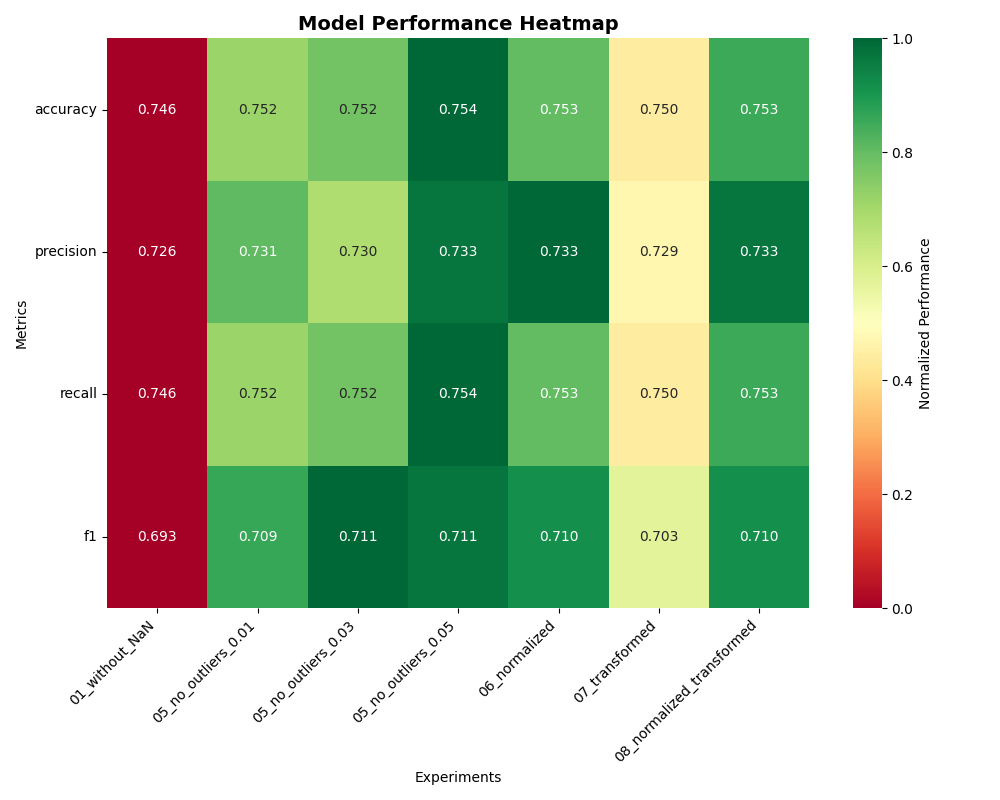 Model Performance Heatmap
Metrics
accuracy 0.746 0.752 0.752 0.754 0.753 0.750 0.753
precision 0.726 0.731 0.730 0.733 0.733 0.729 0.733
recall 0.746 0.752 0.752 0.754 0.753 0.750 0.753
f1 0.693 0.709 0.711 0.711 0.710 0.703 0.710
01_without_NaN
05_no_outliers_0.01
05_no_outliers_0.03
05_no_outliers_0.05
06_normalized
07_transformed
08_normalized_transformed
Experiments
1.0
0.8
0.6
0.4
0.2
0.0
Normalized Performance